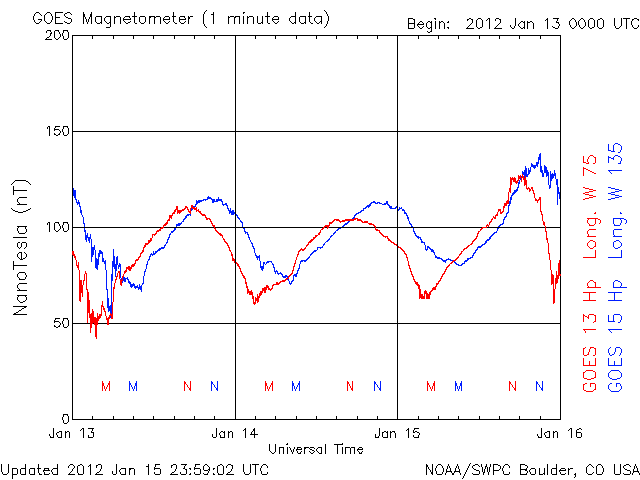 GOES Magnetometer (1 minute data)
Begin: 2012 Jan 13 0000 UTC
200
150
100
50
0
NanoTesla (nT)
M M N N M M N N M M N N
Jan 13 Jan 14 Jan 15 Jan 16
Universal Time
GOES 13 Hp Long. W 75
GOES 15 Hp Long. W 135
Updated 2012 Jan 15 23:59:02 UTC
NOAA/SWPC Boulder, CO USA